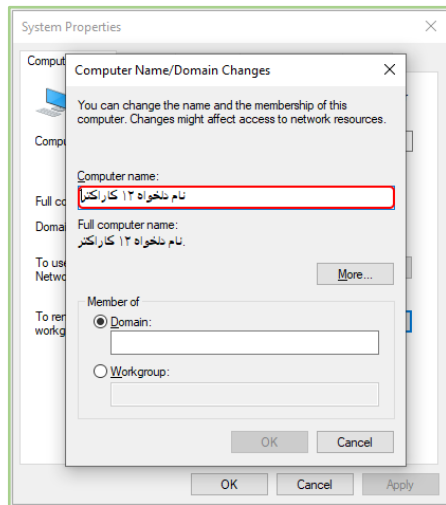 System Properties
Comput
Computer Name/Domain Changes
You can change the name and the membership of this
computer. Changes might affect access to network resources.
Compu
Computer name:
نام دلخواه ۱۲ کاراکتر
Full co
Full computer name:
Domai
نام دلخواه ۱۲ کاراکتر.
To use
Netwo
More...
Member of
To ren
workg
Domain:
Workgroup:
OK
Cancel
OK
Cancel
Apply